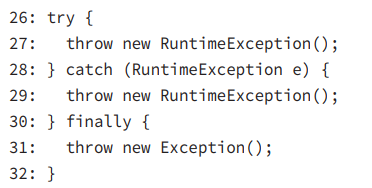 26: try {
27:   throw new RuntimeException();
28: } catch (RuntimeException e) {
29:   throw new RuntimeException();
30: } finally {
31:   throw new Exception();
32: }